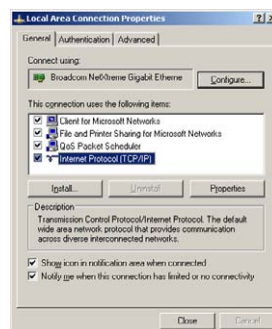 Local Area Connection Properties
General Authentication Advanced
Connect using:
Broadcom NetXtreme Gigabit Etherne
Configure...
This connection uses the following items:
Client for Microsoft Networks
File and Printer Sharing for Microsoft Networks
QoS Packet Scheduler
Internet Protocol (TCP/IP)
Install... Uninstall Properties
Description
Transmission Control Protocol/Internet Protocol. The default
wide area network protocol that provides communication
across diverse interconnected networks.
Show icon in notification area when connected
Notify me when this connection has limited or no connectivity
Close Cancel